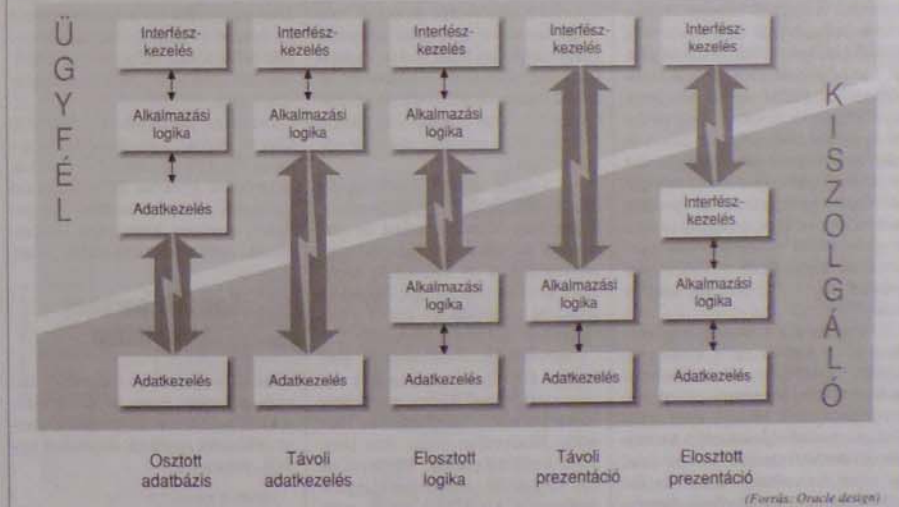 ÜGYFÉL
KISZOLGÁLÓ
Interfész-
kezelés
Alkalmazási
logika
Adatkezelés
Adatkezelés
Osztott
adatbázis
Interfész-
kezelés
Alkalmazási
logika
Adatkezelés
Távoli
adatkezelés
Interfész-
kezelés
Alkalmazási
logika
Alkalmazási
logika
Adatkezelés
Elosztott
logika
Interfész-
kezelés
Alkalmazási
logika
Adatkezelés
Távoli
prezentáció
Interfész-
kezelés
Interfész-
kezelés
Alkalmazási
logika
Adatkezelés
Elosztott
prezentáció
(Forrás: Oracle design)